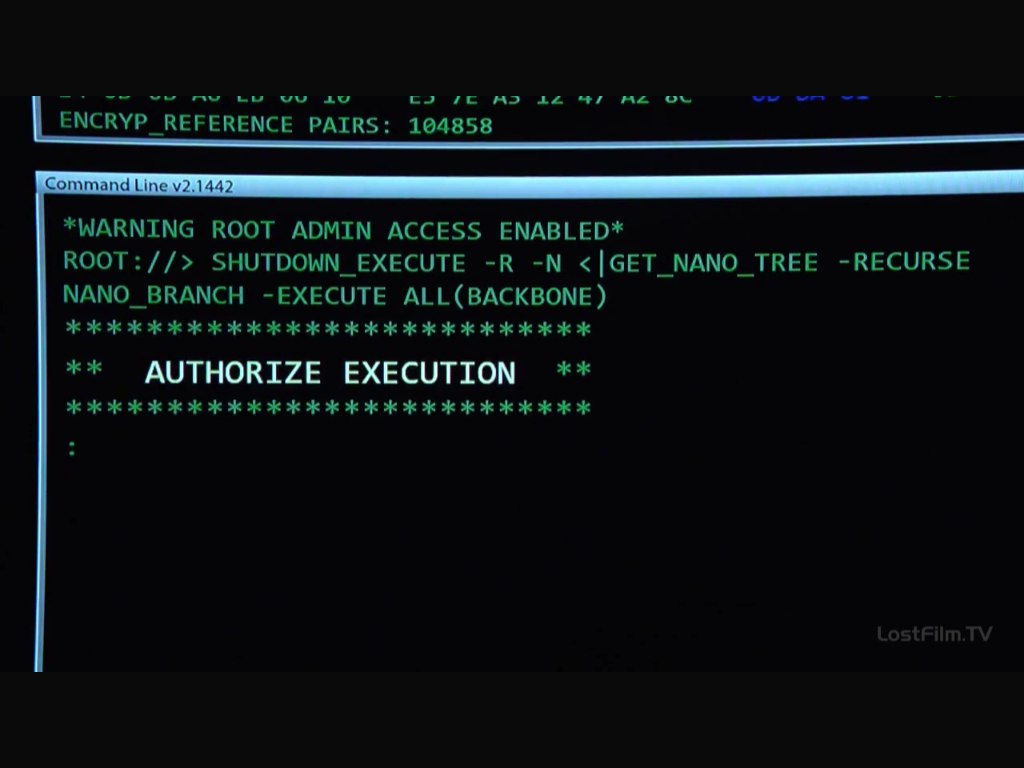 ENCRYP_REFERENCE PAIRS: 104858
Command Line v2.1442
*WARNING ROOT ADMIN ACCESS ENABLED*
ROOT://> SHUTDOWN_EXECUTE -R -N <|GET_NANO_TREE -RECURSE
NANO_BRANCH -EXECUTE ALL(BACKBONE)
***************************
** AUTHORIZE EXECUTION **
***************************
:
LostFilm.TV